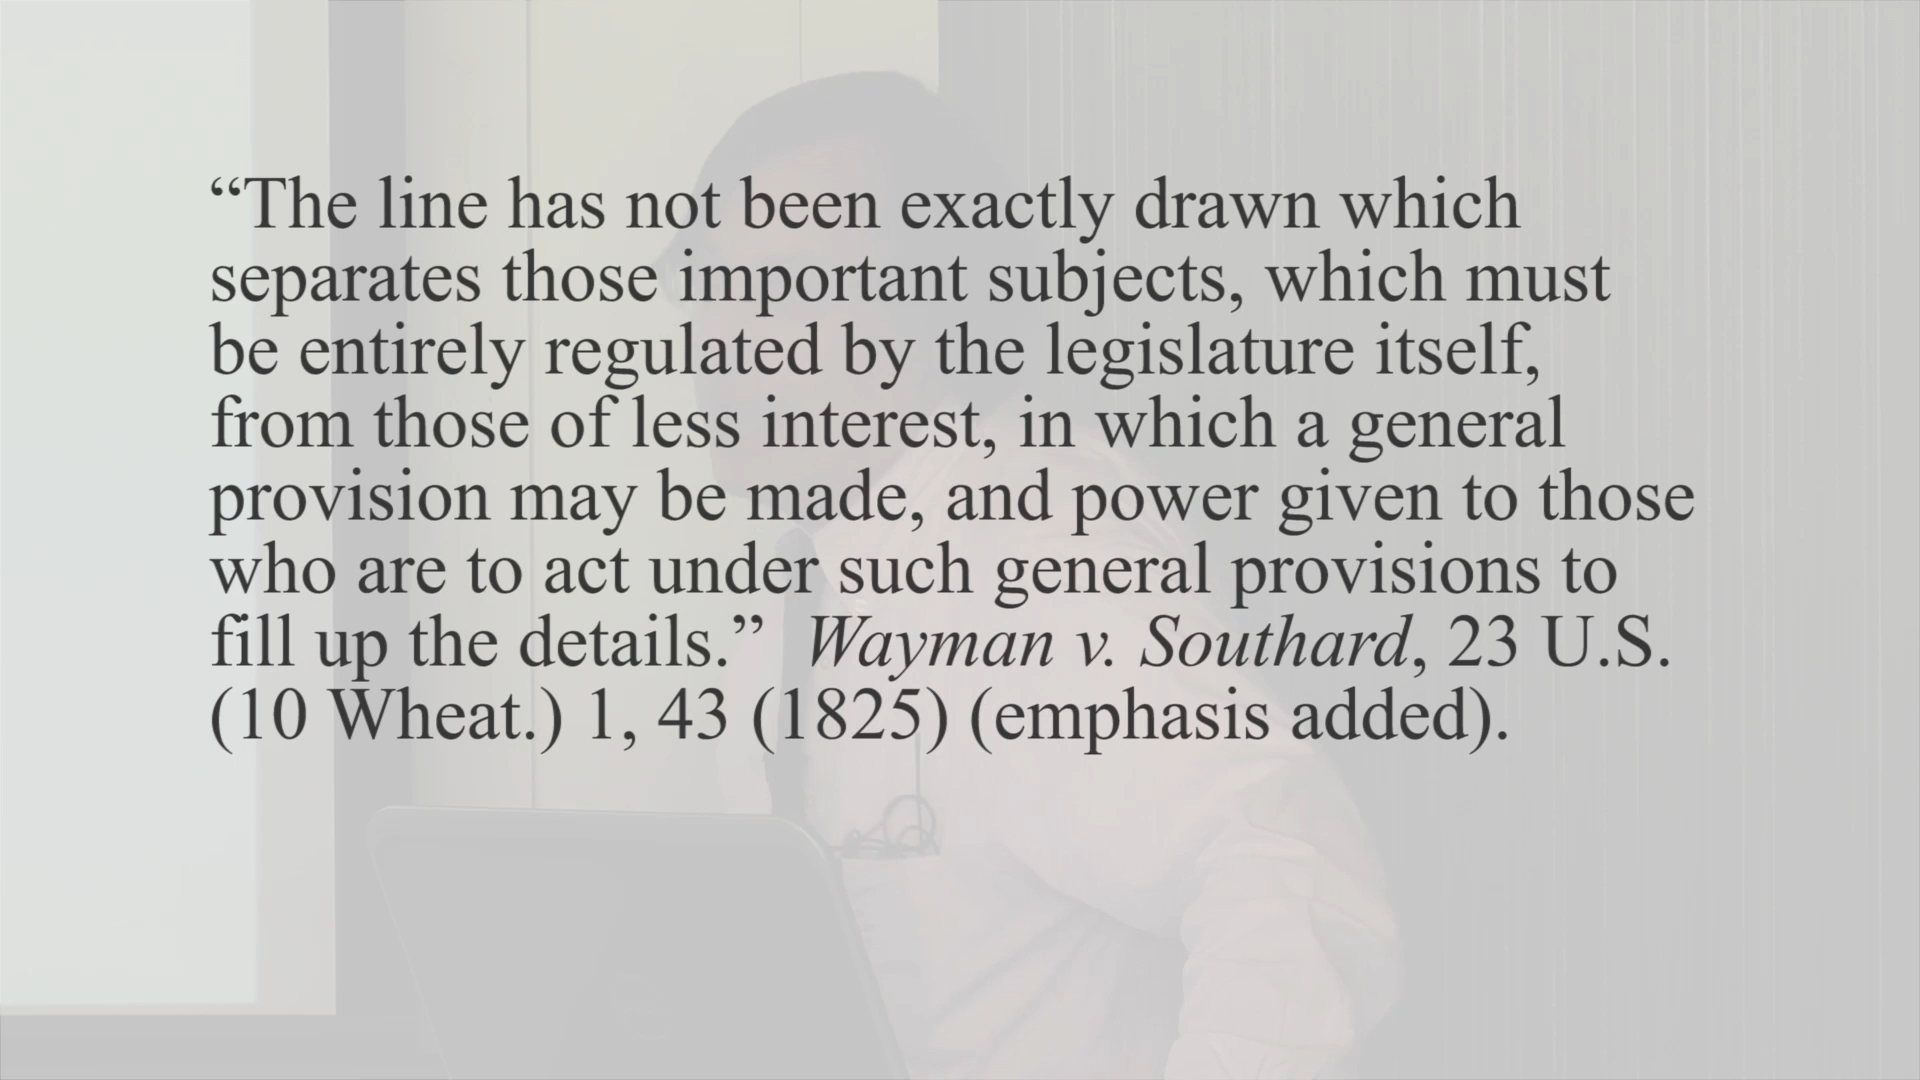 “The line has not been exactly drawn which
separates those important subjects, which must
be entirely regulated by the legislature itself,
from those of less interest, in which a general
provision may be made, and power given to those
who are to act under such general provisions to
fill up the details.” Wayman v. Southard, 23 U.S.
(10 Wheat.) 1, 43 (1825) (emphasis added).